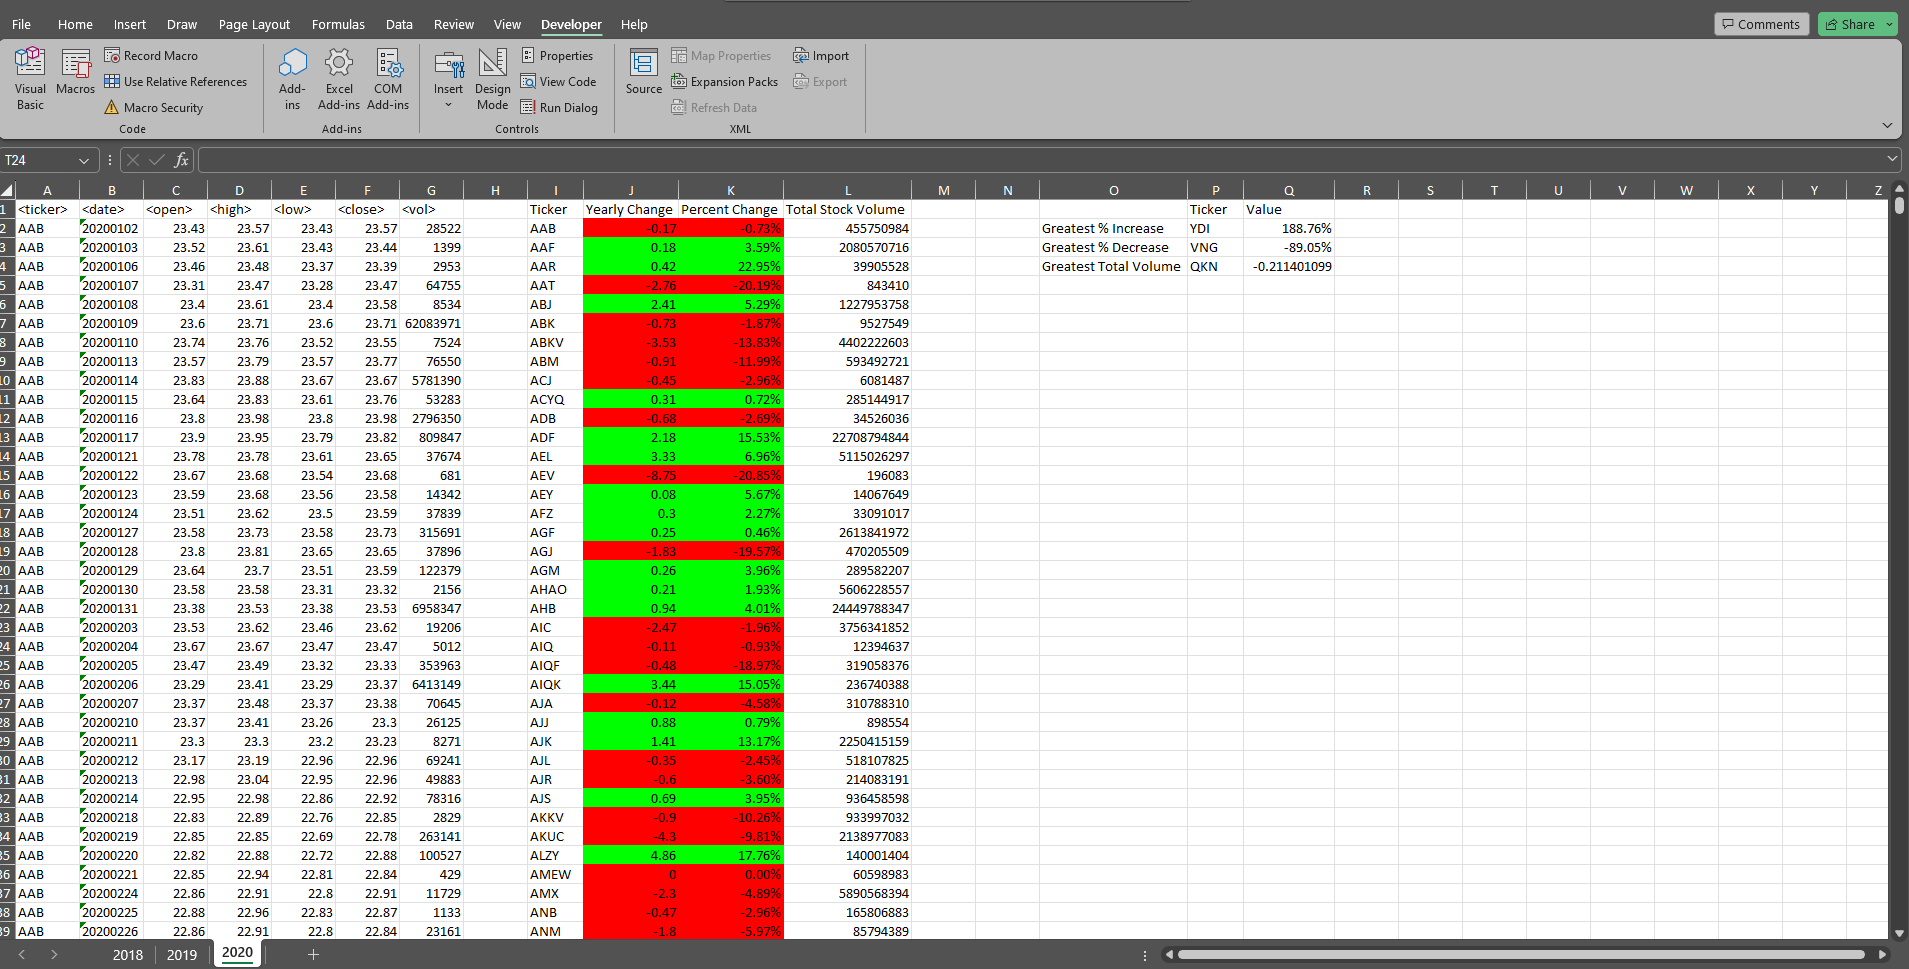 File Home Insert Draw Page Layout Formulas Data Review View Developer Help Comments Share
Visual Basic Macros Record Macro Use Relative References Macro Security Code
Add-ins Excel Add-ins COM Add-ins Add-ins
Insert Design Mode Properties View Code Run Dialog Controls
Source Map Properties Expansion Packs Refresh Data Import Export XML
T24 fx
A B C D E F G H I J K L M N O P Q R S T U V W X Y Z
1 <ticker> <date> <open> <high> <low> <close> <vol> Ticker Yearly Change Percent Change Total Stock Volume Ticker Value
2 AAB 20200102 23.43 23.57 23.43 23.57 28522 AAB -0.17 -0.73% 455750984 Greatest % Increase YDI 188.76%
3 AAB 20200103 23.52 23.61 23.43 23.44 1399 AAF 0.18 3.59% 2080570716 Greatest % Decrease VNG -89.05%
4 AAB 20200106 23.46 23.48 23.37 23.39 2953 AAR 0.42 22.95% 39905528 Greatest Total Volume QKN -0.211401099
5 AAB 20200107 23.31 23.47 23.28 23.47 64755 AAT -2.76 -20.19% 843410
6 AAB 20200108 23.4 23.61 23.4 23.58 8534 ABJ 2.41 5.29% 1227953758
7 AAB 20200109 23.6 23.71 23.6 23.71 62083971 ABK -0.73 -1.87% 9527549
8 AAB 20200110 23.74 23.76 23.52 23.55 7524 ABKV -3.53 -13.83% 4402222603
9 AAB 20200113 23.57 23.79 23.57 23.77 76550 ABM -0.91 -11.99% 593492721
10 AAB 20200114 23.83 23.88 23.67 23.67 5781390 ACJ -0.45 -2.96% 6081487
11 AAB 20200115 23.64 23.83 23.61 23.76 53283 ACYQ 0.31 0.72% 285144917
12 AAB 20200116 23.8 23.98 23.8 23.98 2796350 ADB -0.68 -2.69% 34526036
13 AAB 20200117 23.9 23.95 23.79 23.82 809847 ADF 2.18 15.53% 22708794844
14 AAB 20200121 23.78 23.78 23.61 23.65 37674 AEL 3.33 6.96% 5115026297
15 AAB 20200122 23.67 23.68 23.54 23.68 681 AEV -8.75 -20.85% 196083
16 AAB 20200123 23.59 23.68 23.56 23.58 14342 AEY 0.08 5.67% 14067649
17 AAB 20200124 23.51 23.62 23.5 23.59 37839 AFZ 0.3 2.27% 33091017
18 AAB 20200127 23.58 23.73 23.58 23.73 315691 AGF 0.25 0.46% 2613841972
19 AAB 20200128 23.8 23.81 23.65 23.65 37896 AGJ -1.83 -19.57% 470205509
20 AAB 20200129 23.64 23.7 23.51 23.59 122379 AGM 0.26 3.96% 289582207
21 AAB 20200130 23.58 23.58 23.31 23.32 2156 AHAO 0.21 1.93% 5606228557
22 AAB 20200131 23.38 23.53 23.38 23.53 6958347 AHB 0.94 4.01% 24449788347
23 AAB 20200203 23.53 23.62 23.46 23.62 19206 AIC -2.47 -1.96% 3756341852
24 AAB 20200204 23.67 23.67 23.47 23.47 5012 AIQ -0.11 -0.93% 12394637
25 AAB 20200205 23.47 23.49 23.32 23.33 353963 AIQF -0.48 -18.97% 319058376
26 AAB 20200206 23.29 23.41 23.29 23.37 6413149 AIQK 3.44 15.05% 236740388
27 AAB 20200207 23.37 23.48 23.37 23.38 70645 AJA -0.12 -4.58% 310788310
28 AAB 20200210 23.37 23.41 23.26 23.3 26125 AJJ 0.88 0.79% 898554
29 AAB 20200211 23.3 23.3 23.2 23.23 8271 AJK 1.41 13.17% 2250415159
30 AAB 20200212 23.17 23.19 22.96 22.96 69241 AJL -0.35 -2.45% 518107825
31 AAB 20200213 22.98 23.04 22.95 22.96 49883 AJR -0.6 -3.60% 214083191
32 AAB 20200214 22.95 22.98 22.86 22.92 78316 AJS 0.69 3.95% 936458598
33 AAB 20200218 22.83 22.89 22.76 22.85 2829 AKKV -0.9 -10.26% 933997032
34 AAB 20200219 22.85 22.85 22.69 22.78 263141 AKUC -4.3 -9.81% 2138977083
35 AAB 20200220 22.82 22.88 22.72 22.88 100527 ALZY 4.86 17.76% 140001404
36 AAB 20200221 22.85 22.94 22.81 22.84 429 AMEW 0 0.00% 60598983
37 AAB 20200224 22.86 22.91 22.8 22.91 11729 AMX -2.3 -4.89% 5890568394
38 AAB 20200225 22.88 22.96 22.83 22.87 1133 ANB -0.47 -2.96% 165806883
39 AAB 20200226 22.86 22.91 22.8 22.84 23161 ANM -1.8 -5.97% 85794389
2018 2019 2020